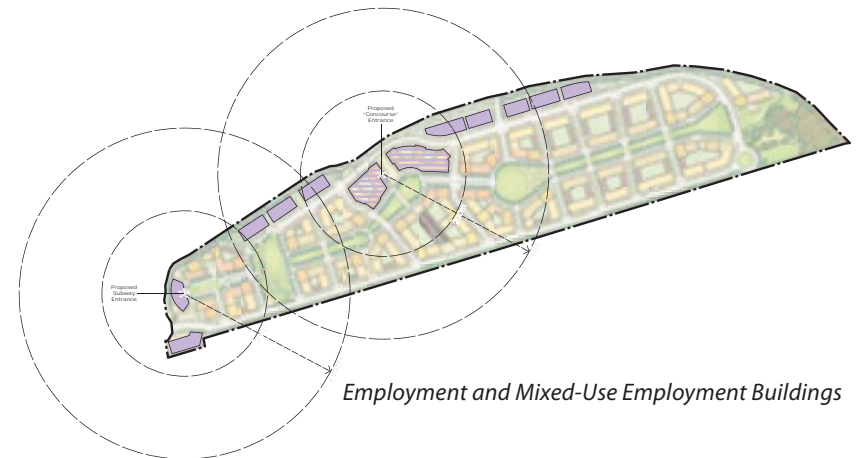 Proposed
"Concourse"
Entrance
Proposed
Subway
Entrance
Employment and Mixed-Use Employment Buildings